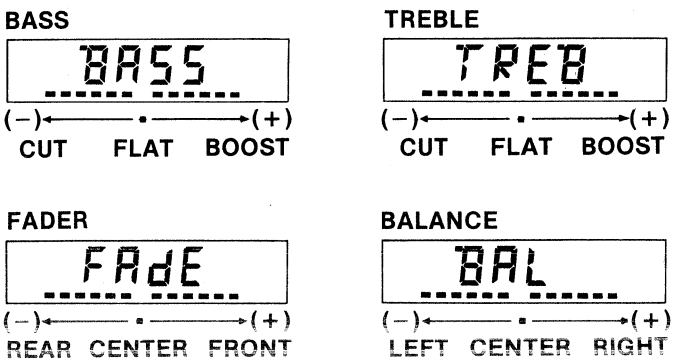 BASS
BASS
(−) (+)
CUT FLAT BOOST
TREBLE
TREB
(−) (+)
CUT FLAT BOOST
FADER
FAdE
(−) (+)
REAR CENTER FRONT
BALANCE
BAL
(−) (+)
LEFT CENTER RIGHT